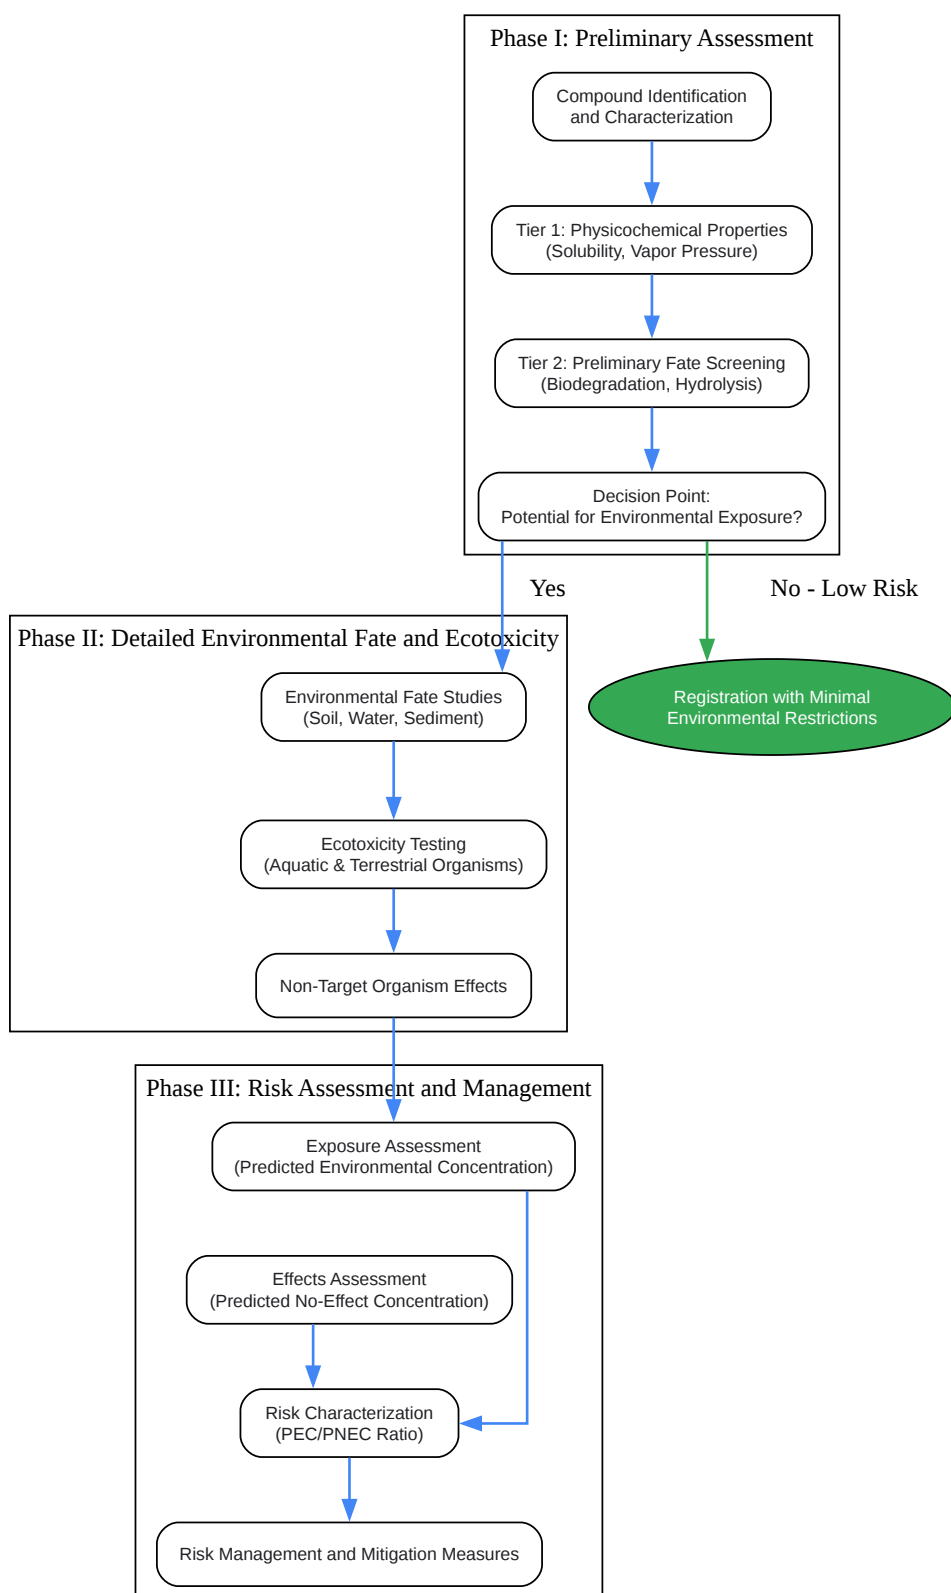 Phase I: Preliminary Assessment
Compound Identification
and Characterization
Tier 1: Physicochemical Properties
(Solubility, Vapor Pressure)
Tier 2: Preliminary Fate Screening
(Biodegradation, Hydrolysis)
Decision Point:
Potential for Environmental Exposure?
Yes
No - Low Risk
Phase II: Detailed Environmental Fate and Ecotoxicity
Environmental Fate Studies
(Soil, Water, Sediment)
Registration with Minimal
Environmental Restrictions
Ecotoxicity Testing
(Aquatic & Terrestrial Organisms)
Non-Target Organism Effects
Phase III: Risk Assessment and Management
Exposure Assessment
(Predicted Environmental Concentration)
Effects Assessment
(Predicted No-Effect Concentration)
Risk Characterization
(PEC/PNEC Ratio)
Risk Management and Mitigation Measures